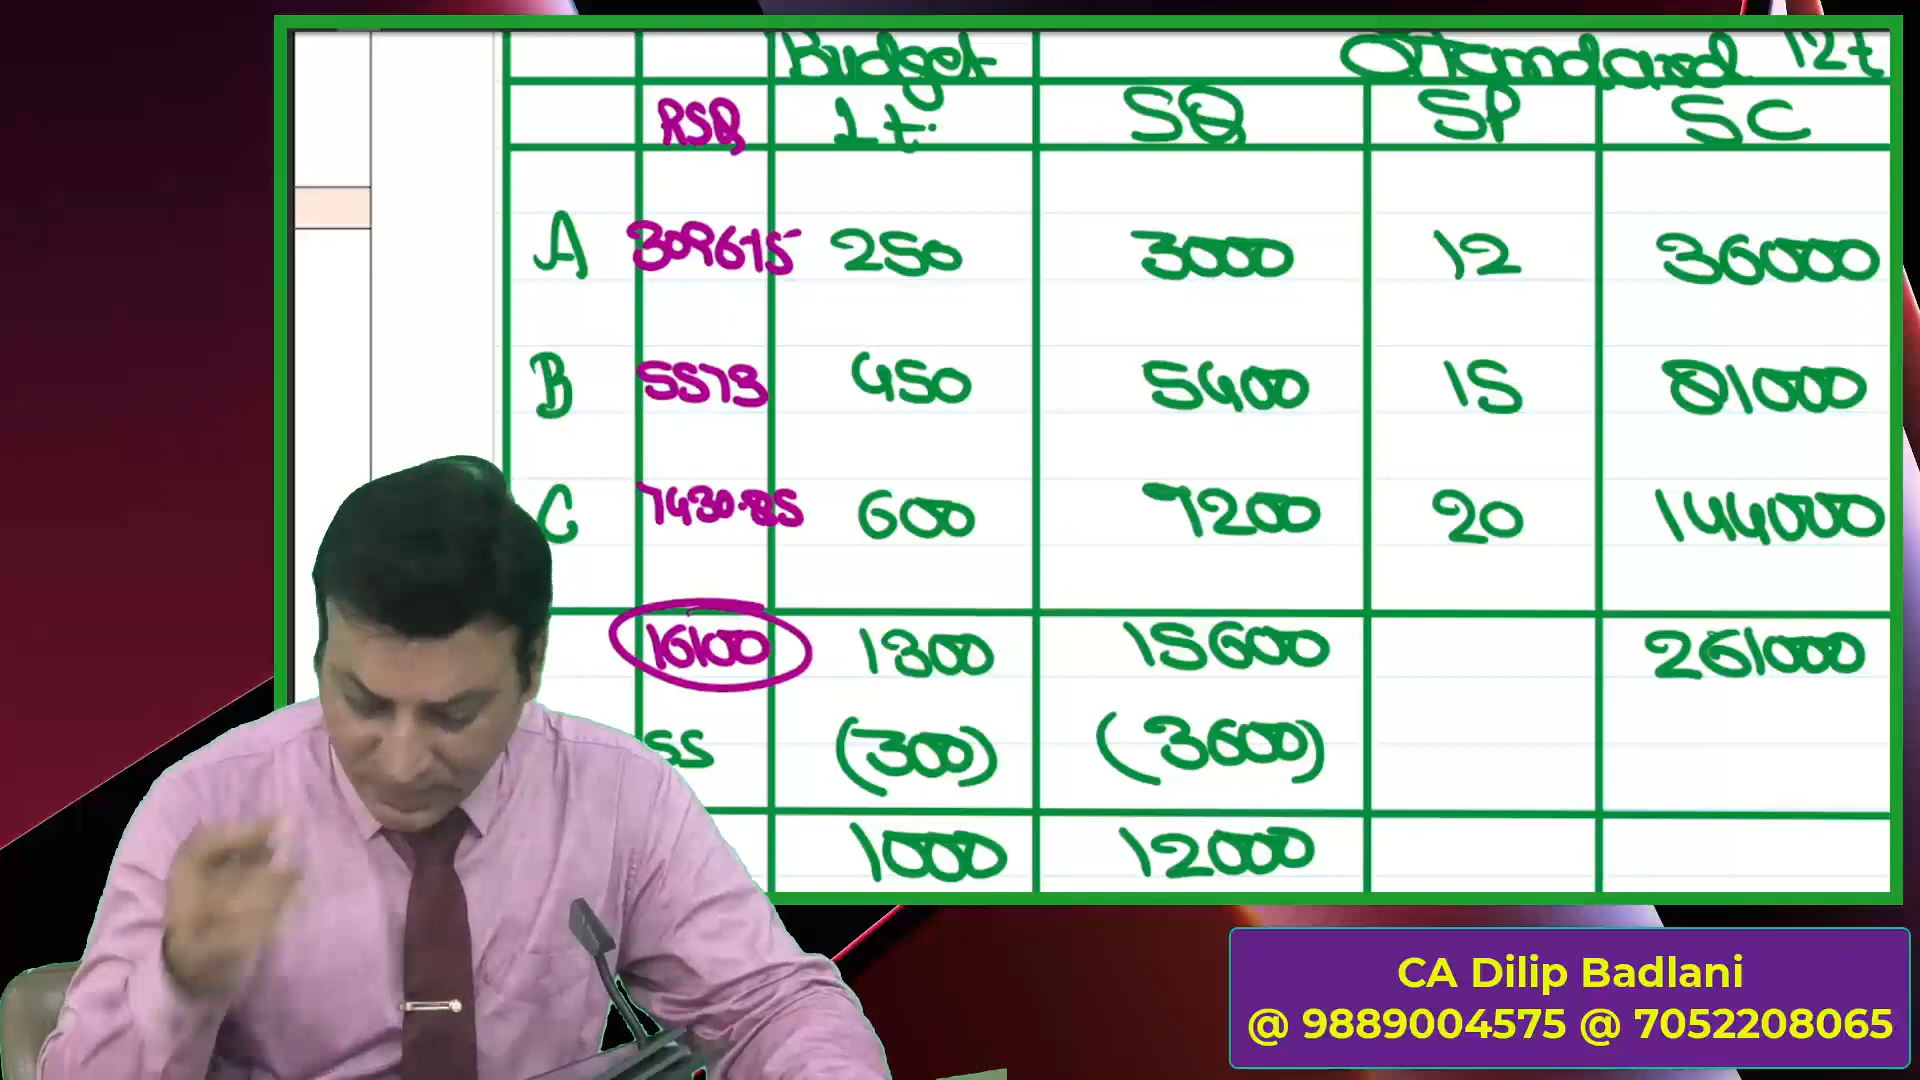 Budget Standard 12t
RSQ 1t. SQ SP SC
A 309675 250 3000 12 36000
B 5573 450 5400 15 81000
C 7430.85 600 7200 20 144000
16100 1300 15600 261000
SS (300) (3600)
1000 12000
CA Dilip Badlani
@ 9889004575 @ 7052208065